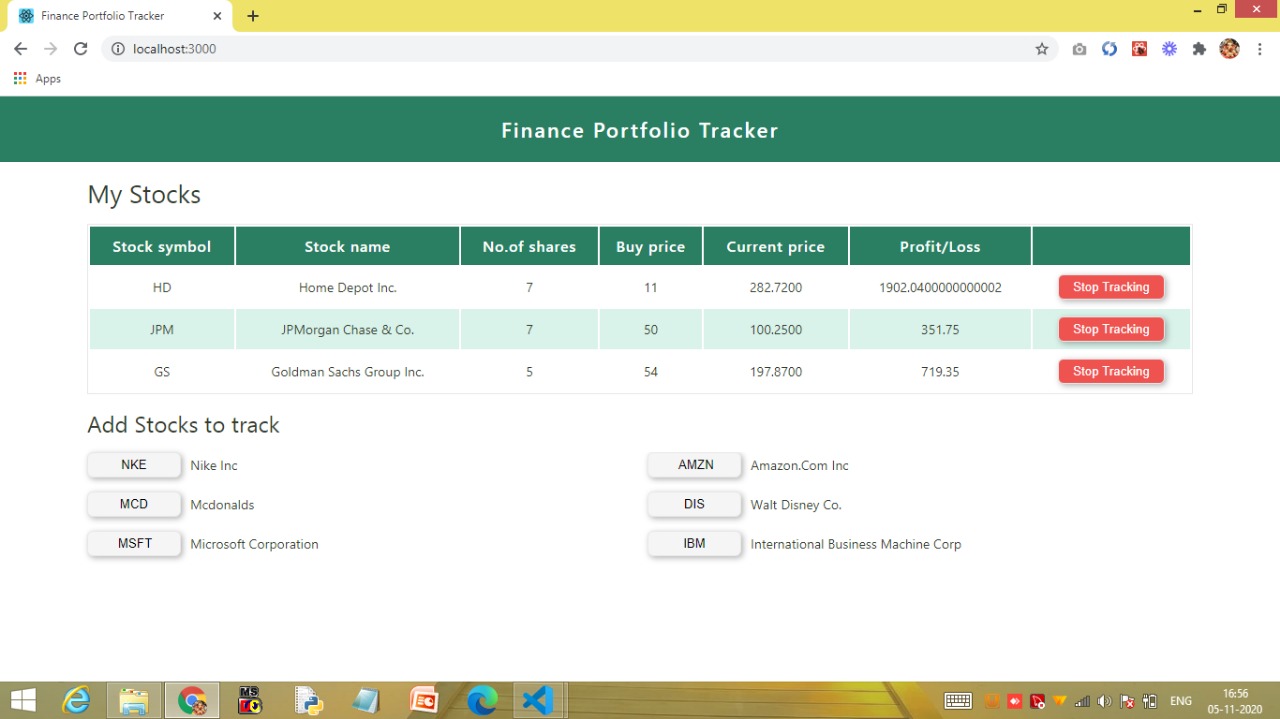 Finance Portfolio Tracker
localhost:3000
Apps
Finance Portfolio Tracker
My Stocks
Stock symbol Stock name No.of shares Buy price Current price Profit/Loss
HD Home Depot Inc. 7 11 282.7200 1902.0400000000002 Stop Tracking
JPM JPMorgan Chase & Co. 7 50 100.2500 351.75 Stop Tracking
GS Goldman Sachs Group Inc. 5 54 197.8700 719.35 Stop Tracking
Add Stocks to track
NKE Nike Inc AMZN Amazon.Com Inc
MCD Mcdonalds DIS Walt Disney Co.
MSFT Microsoft Corporation IBM International Business Machine Corp
ENG 16:56
05-11-2020